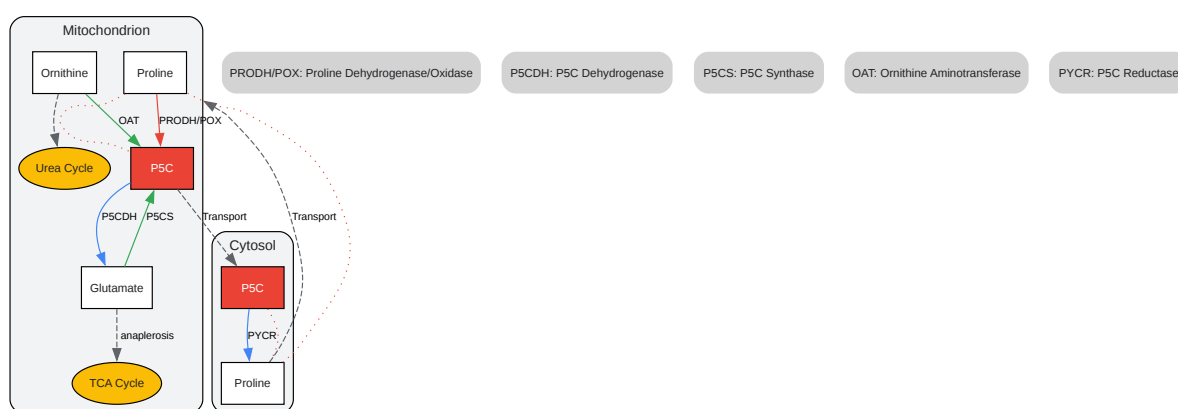 Mitochondrion
Ornithine
Proline
PRODH/POX: Proline Dehydrogenase/Oxidase
P5CDH: P5C Dehydrogenase
P5CS: P5C Synthase
OAT: Ornithine Aminotransferase
PYCR: P5C Reductase
OAT
PRODH/POX
Urea Cycle
P5C
P5CDH
P5CS
Transport
Transport
Cytosol
Glutamate
P5C
anaplerosis
PYCR
TCA Cycle
Proline